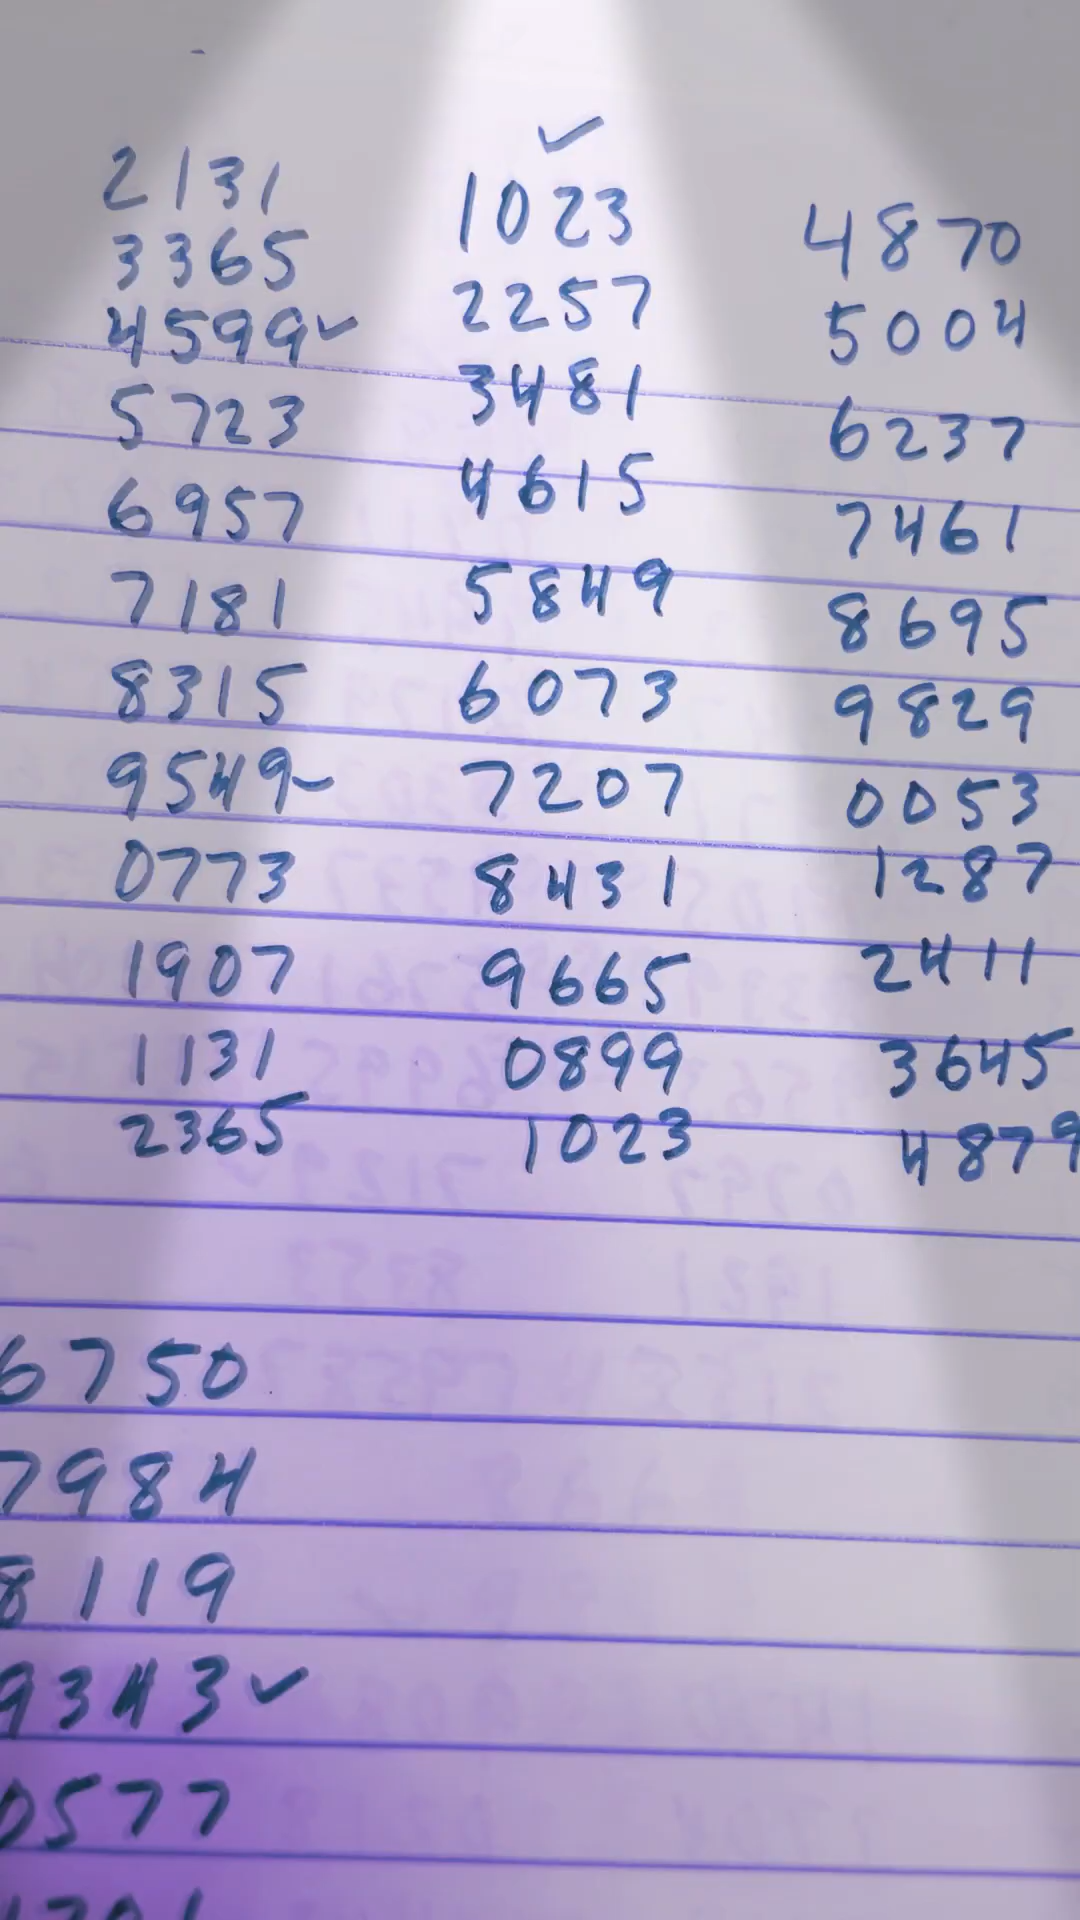 2131 1023 4870
3365 2257 5004
4599 3481 6237
5723 4615 7461
6957 5849 8695
7181 6073 9829
8315 7207 0053
9549 8431 1287
0773 9665 2411
1907 0899 3645
1131 1023 4879
2365
6750
7984
8119
9343
0577